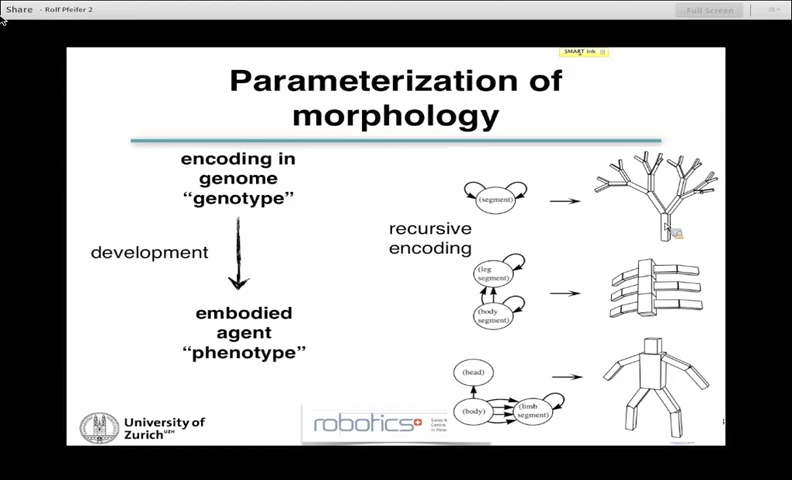 Share - Rolf Pfeifer 2
Full Screen
SMART Ink
Parameterization of
morphology
encoding in
genome
“genotype”
development
embodied
agent
“phenotype”
recursive
encoding
(segment)
(leg
segment)
(body
segment)
(head)
(body)
(limb
segment)
University of
Zurich UZH
robotics+